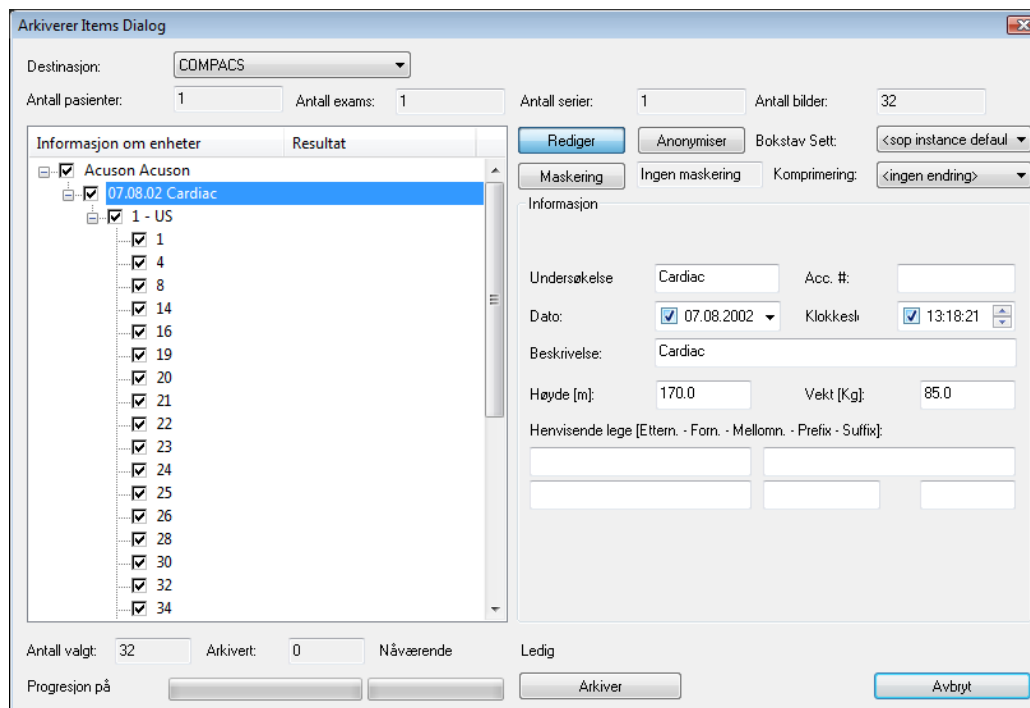 Arkiverer Items Dialog
Destinasjon: COMPACS
Antall pasienter: 1 Antall exams: 1 Antall serier: 1 Antall bilder: 32
Informasjon om enheter Resultat
Acuson Acuson
07.08.02 Cardiac
1 - US
1
4
8
14
16
19
20
21
22
23
24
25
26
28
30
32
34
Rediger Anonymiser Bokstav Sett: <sop instance defaul
Maskering Ingen maskering Komprimering: <ingen endring>
Informasjon
Undersøkelse Cardiac Acc. #:
Dato: 07.08.2002 Klokkesl 13:18:21
Beskrivelse: Cardiac
Høyde [m]: 170.0 Vekt [Kg]: 85.0
Henvisende lege [Ettern. - Forn. - Mellomn. - Prefix - Suffix]:
Antall valgt: 32 Arkivert: 0 Nåværende Ledig
Progresjon på Arkiver Avbryt